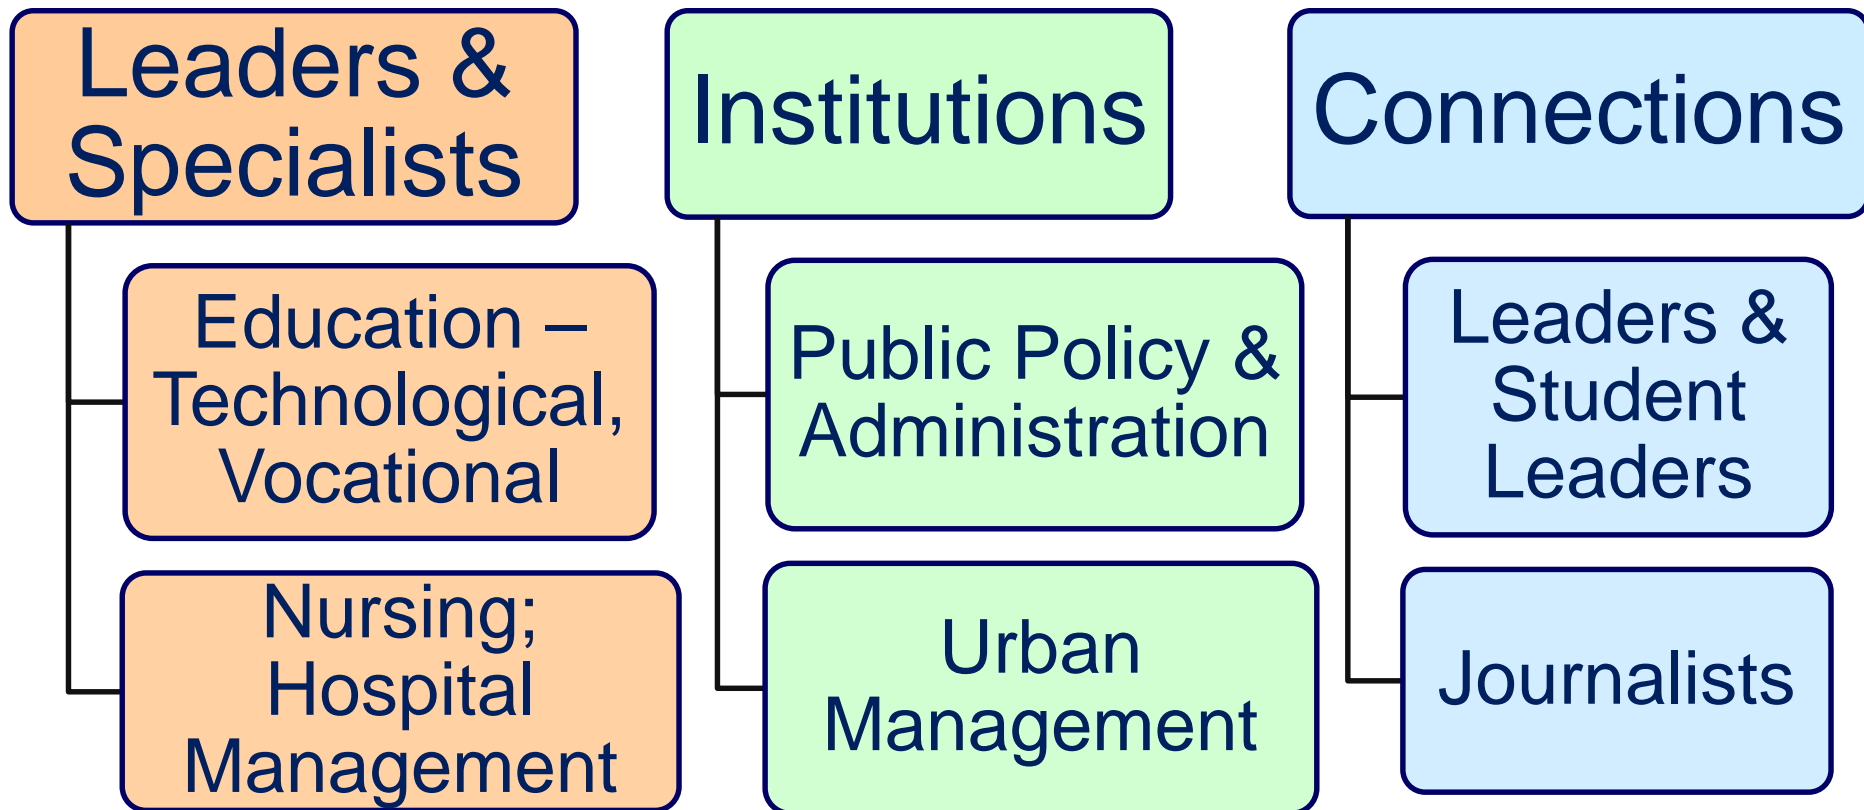 Leaders &
Specialists
Education –
Technological,
Vocational
Nursing;
Hospital
Management
Institutions
Public Policy &
Administration
Urban
Management
Connections
Leaders &
Student
Leaders
Journalists